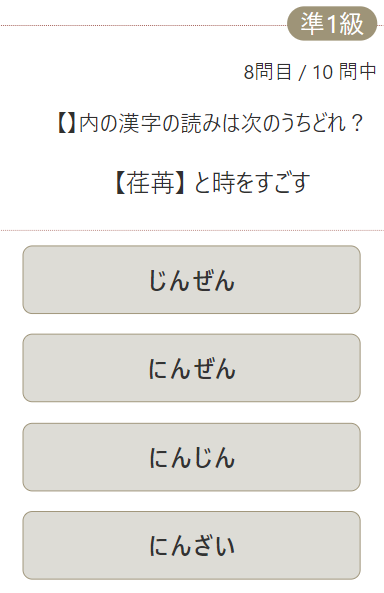 準1級
8問目 / 10 問中
【】内の漢字の読みは次のうちどれ？
【荏苒】と時をすごす
じんぜん
にんぜん
にんじん
にんざい